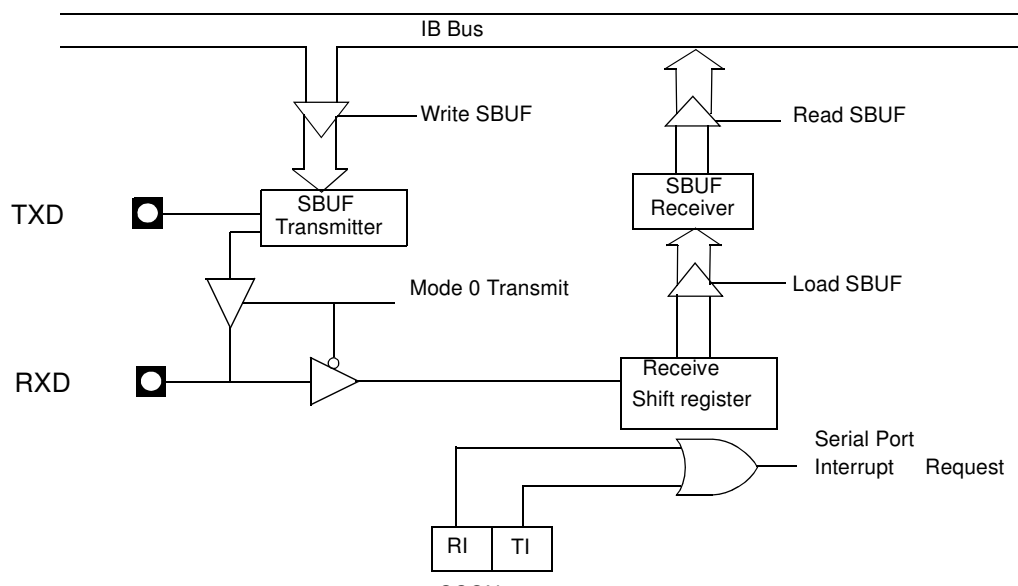 IB Bus
Write SBUF
Read SBUF
TXD
SBUF
Transmitter
SBUF
Receiver
Mode 0 Transmit
Load SBUF
RXD
Receive
Shift register
Serial Port
Interrupt Request
RI
TI